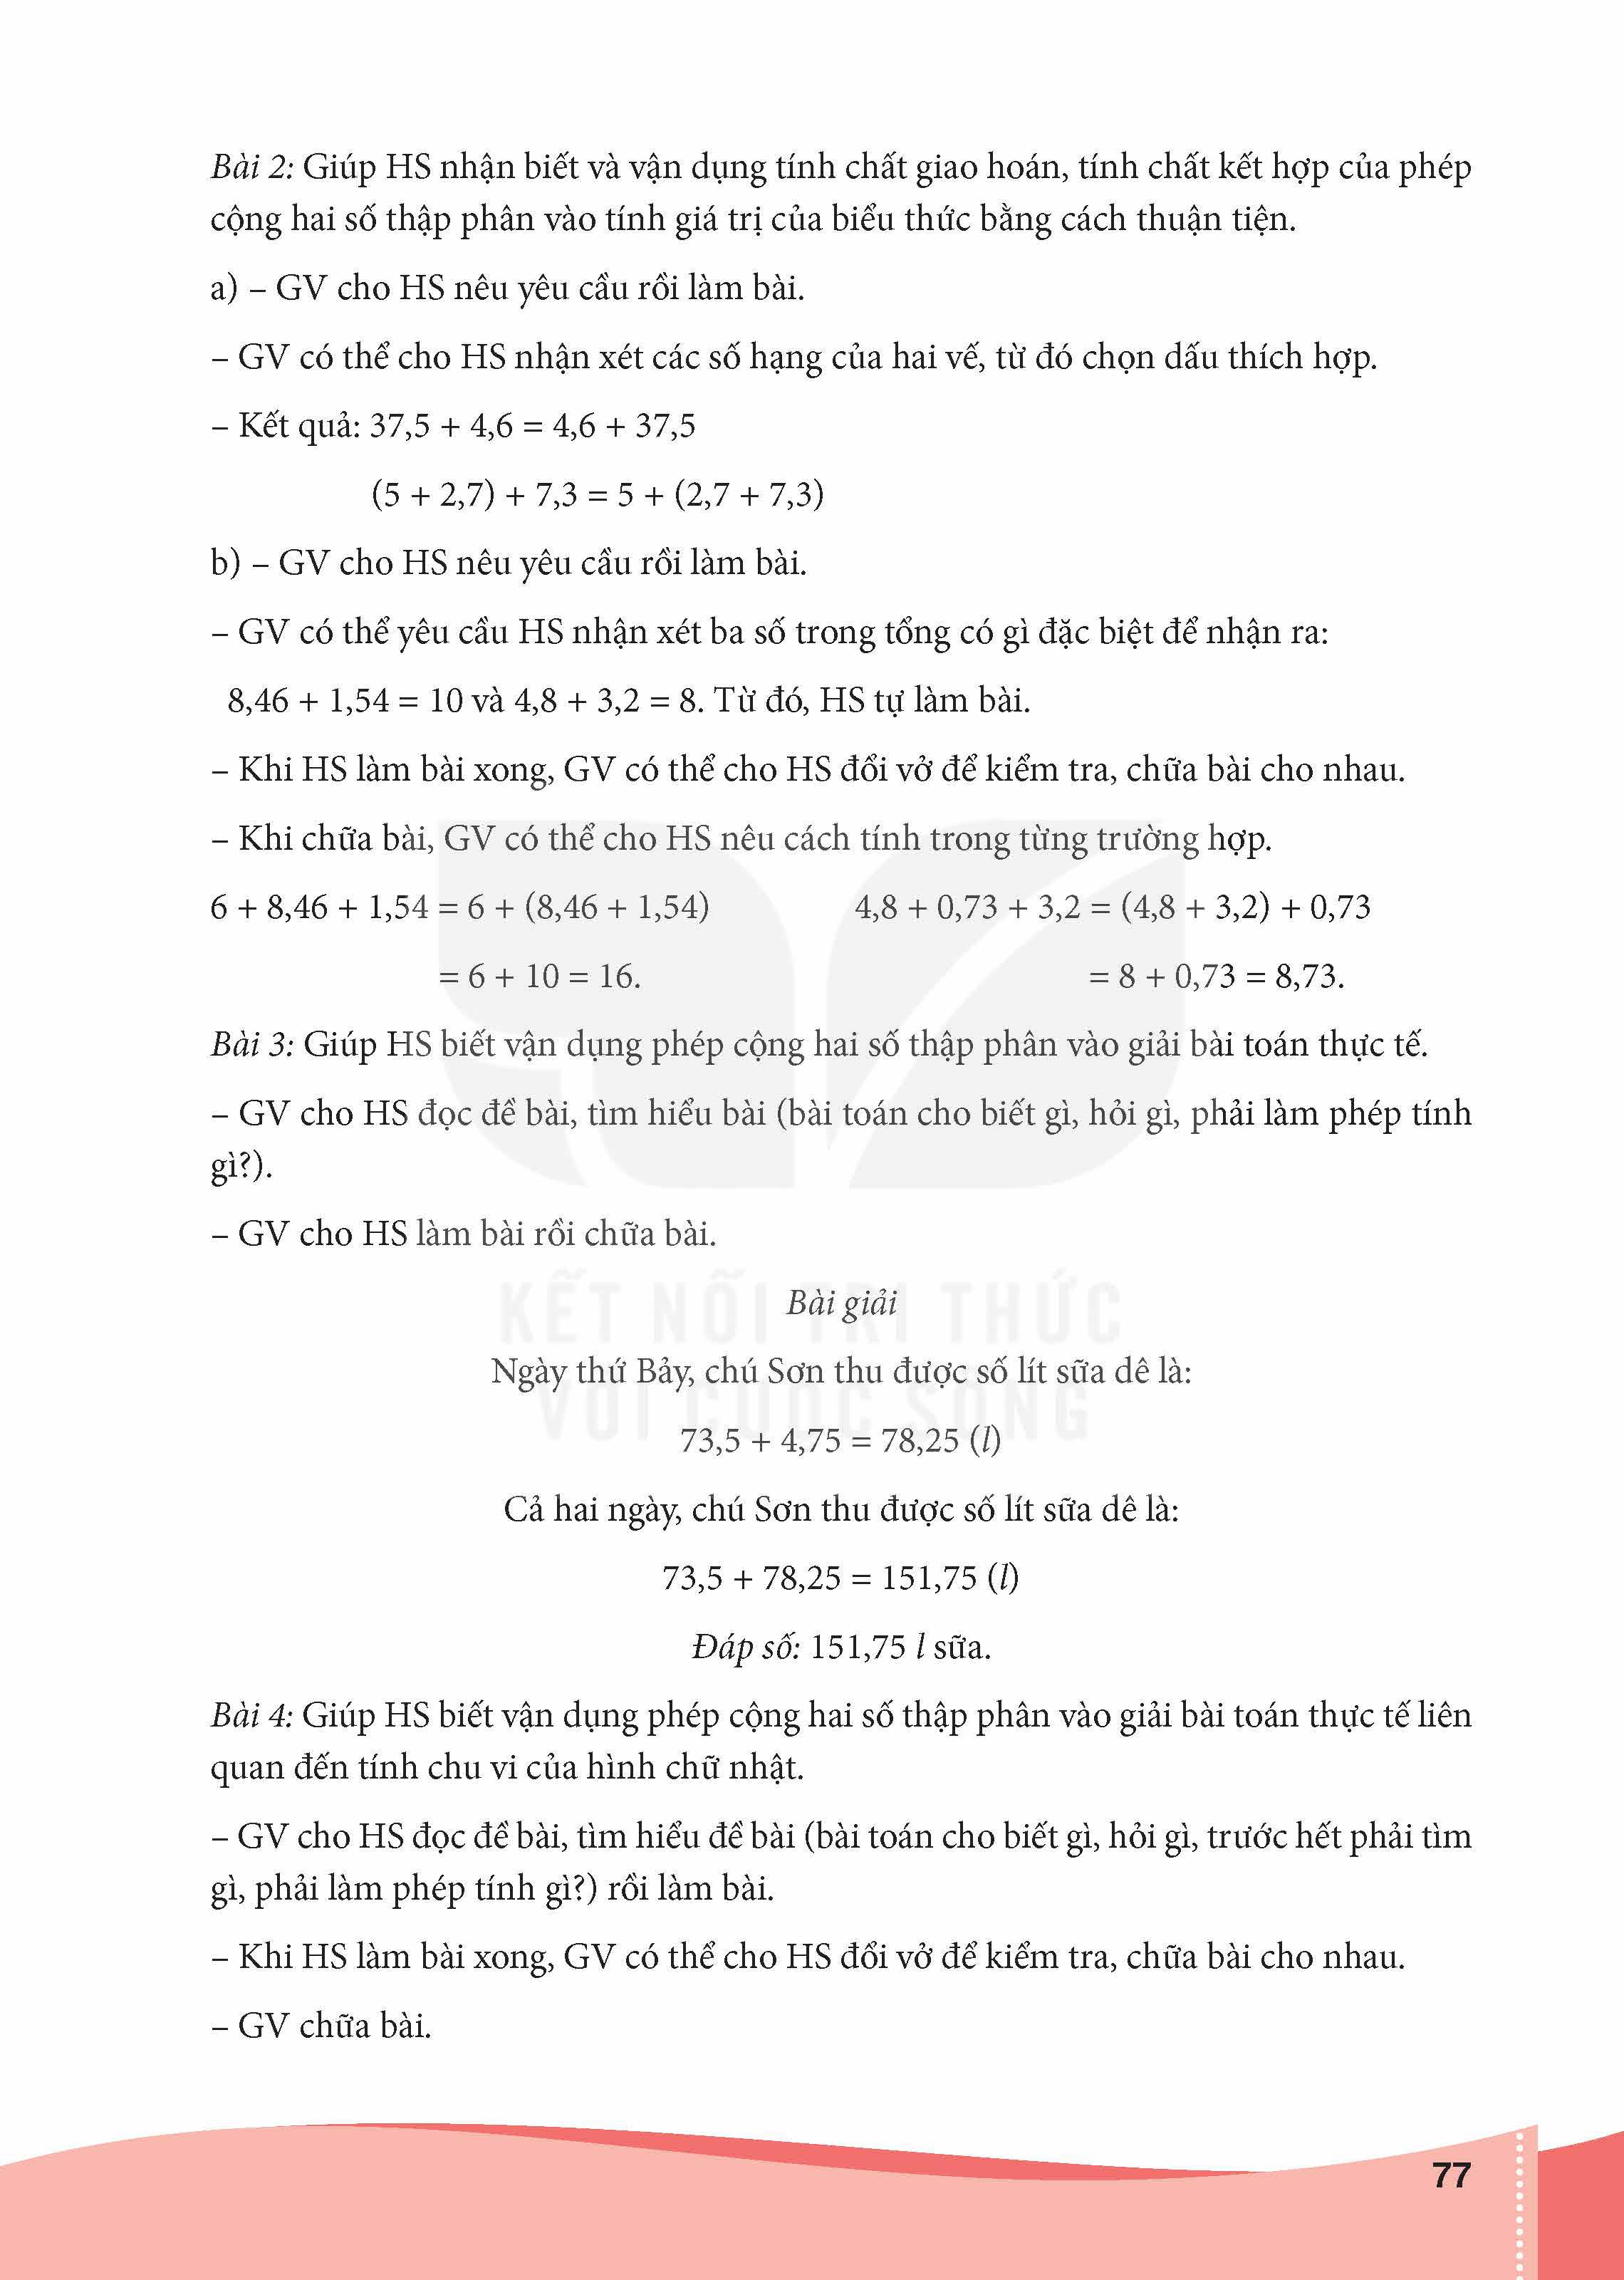 Bài 2: Giúp HS nhận biết và vận dụng tính chất giao hoán, tính chất kết hợp của phép
cộng hai số thập phân vào tính giá trị của biểu thức bằng cách thuận tiện.
a) – GV cho HS nêu yêu cầu rồi làm bài.
– GV có thể cho HS nhận xét các số hạng của hai vế, từ đó chọn dấu thích hợp.
– Kết quả: 37,5 + 4,6 = 4,6 + 37,5
(5 + 2,7) + 7,3 = 5 + (2,7 + 7,3)
b) – GV cho HS nêu yêu cầu rồi làm bài.
– GV có thể yêu cầu HS nhận xét ba số trong tổng có gì đặc biệt để nhận ra:
8,46 + 1,54 = 10 và 4,8 + 3,2 = 8. Từ đó, HS tự làm bài.
– Khi HS làm bài xong, GV có thể cho HS đổi vở để kiểm tra, chữa bài cho nhau.
– Khi chữa bài, GV có thể cho HS nêu cách tính trong từng trường hợp.
6 + 8,46 + 1,54 = 6 + (8,46 + 1,54) 4,8 + 0,73 + 3,2 = (4,8 + 3,2) + 0,73
= 6 + 10 = 16. = 8 + 0,73 = 8,73.
Bài 3: Giúp HS biết vận dụng phép cộng hai số thập phân vào giải bài toán thực tế.
– GV cho HS đọc đề bài, tìm hiểu bài (bài toán cho biết gì, hỏi gì, phải làm phép tính
gì?).
– GV cho HS làm bài rồi chữa bài.
KẾT NỐI TRI THỨC
Bài giải
Ngày thứ Bảy, chú Sơn thu được số lít sữa dê là:
VỚI CUỘC SỐNG
73,5 + 4,75 = 78,25 (l)
Cả hai ngày, chú Sơn thu được số lít sữa dê là:
73,5 + 78,25 = 151,75 (l)
Đáp số: 151,75 l sữa.
Bài 4: Giúp HS biết vận dụng phép cộng hai số thập phân vào giải bài toán thực tế liên
quan đến tính chu vi của hình chữ nhật.
– GV cho HS đọc đề bài, tìm hiểu đề bài (bài toán cho biết gì, hỏi gì, trước hết phải tìm
gì, phải làm phép tính gì?) rồi làm bài.
– Khi HS làm bài xong, GV có thể cho HS đổi vở để kiểm tra, chữa bài cho nhau.
– GV chữa bài.
77